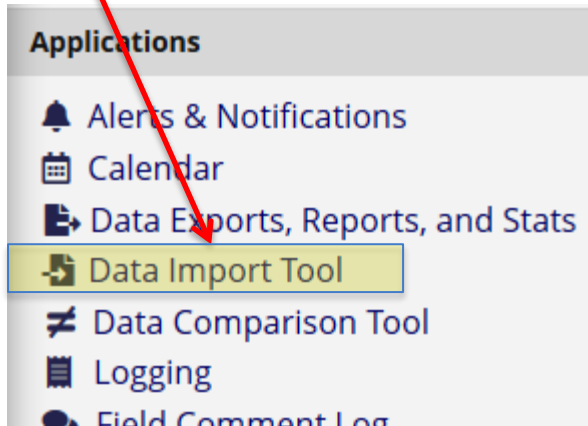 Applications
Alerts & Notifications
Calendar
Data Exports, Reports, and Stats
Data Import Tool
Data Comparison Tool
Logging
Field Comment Log